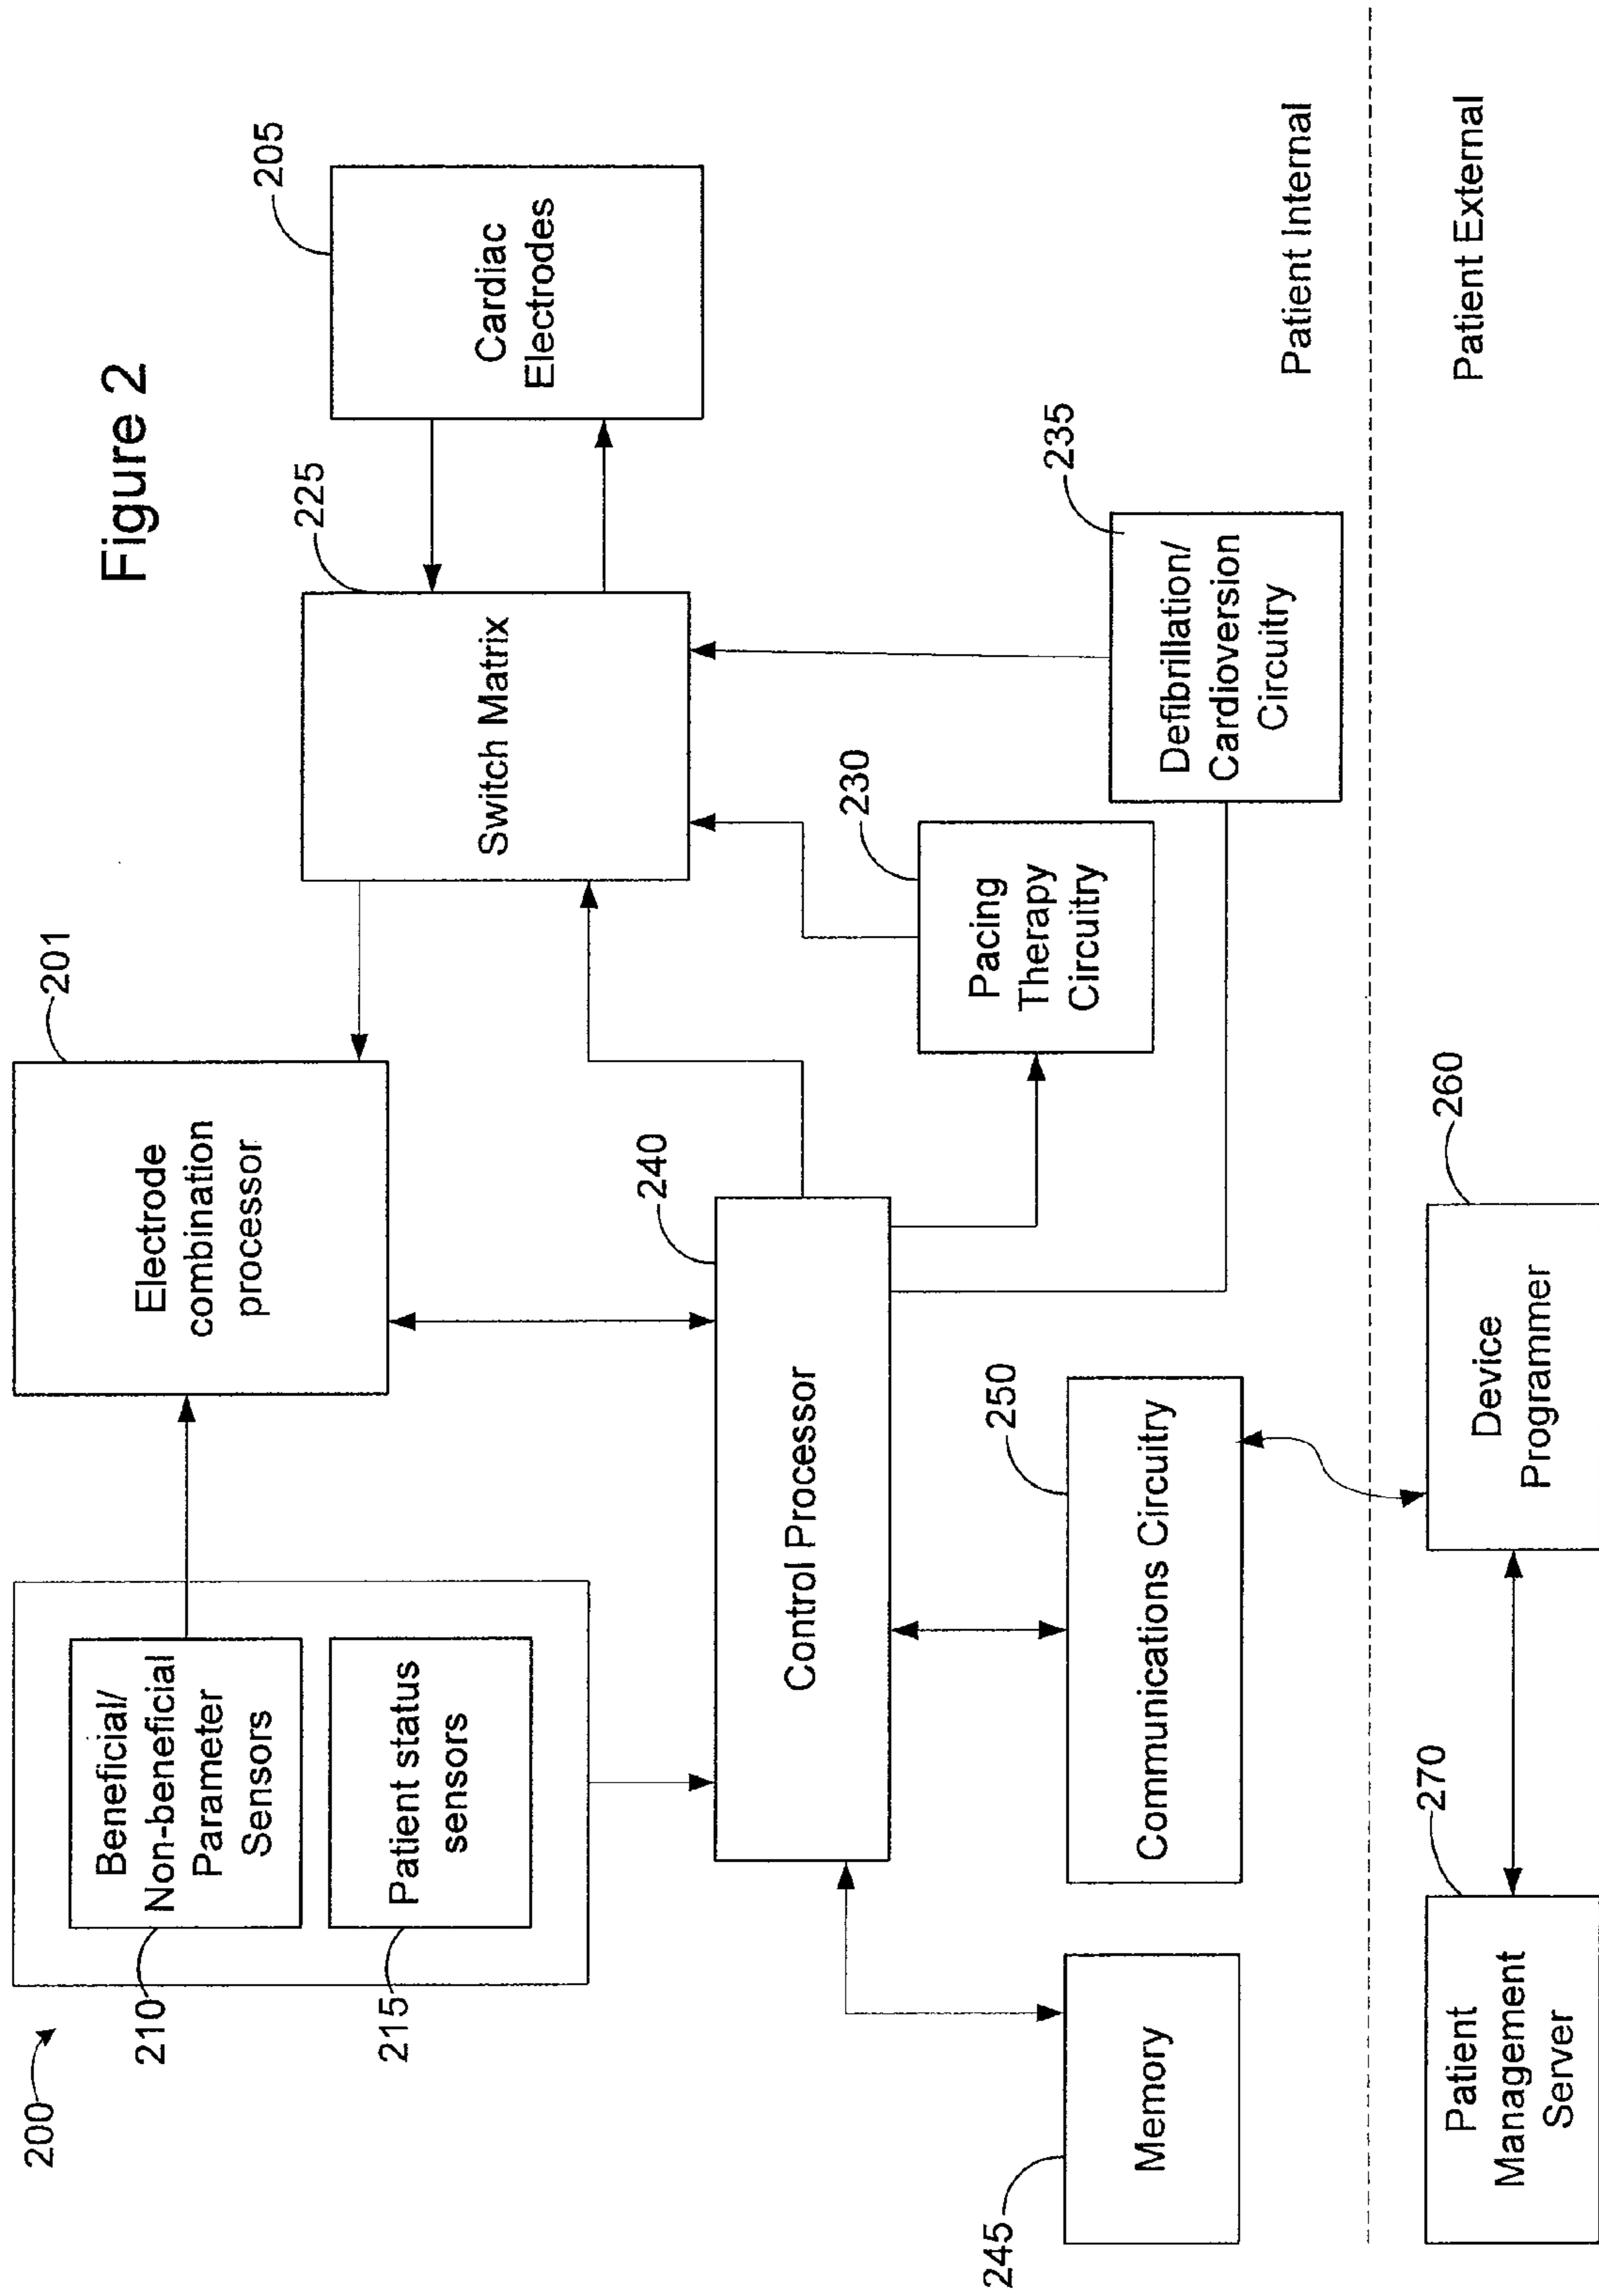 Figure 2
200
210
Beneficial/
Non-beneficial
Parameter
Sensors
215
Patient status
sensors
201
Electrode
combination
processor
225
Switch Matrix
205
Cardiac
Electrodes
240
Control Processor
230
Pacing
Therapy
Circuitry
235
Defibrillation/
Cardioversion
Circuitry
245
Memory
250
Communications Circuitry
Patient Internal
Patient External
270
Patient
Management
Server
260
Device
Programmer